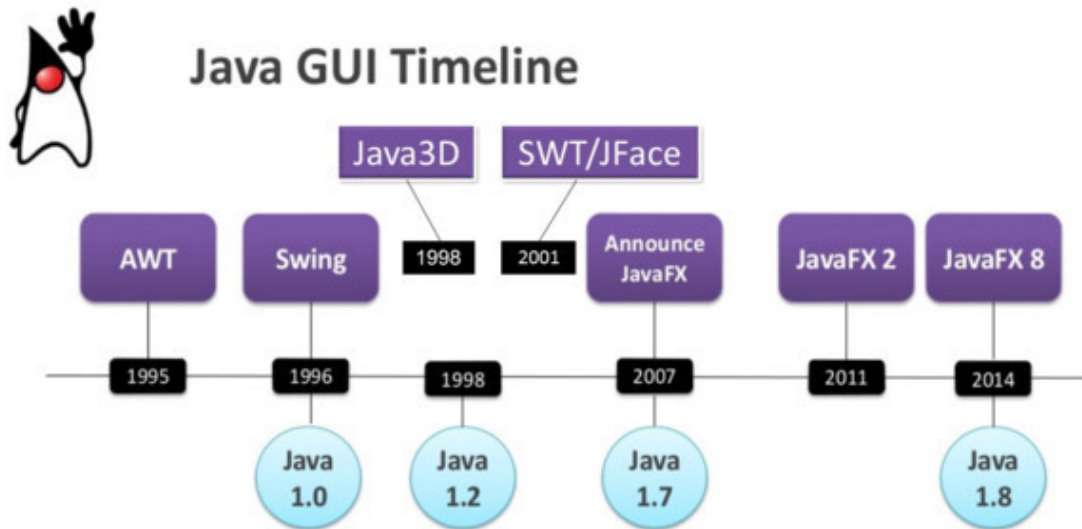 Java GUI Timeline
Java3D
SWT/JFace
1998
2001
AWT
Swing
Announce
JavaFX
JavaFX 2
JavaFX 8
1995
1996
1998
2007
2011
2014
Java
1.0
Java
1.2
Java
1.7
Java
1.8